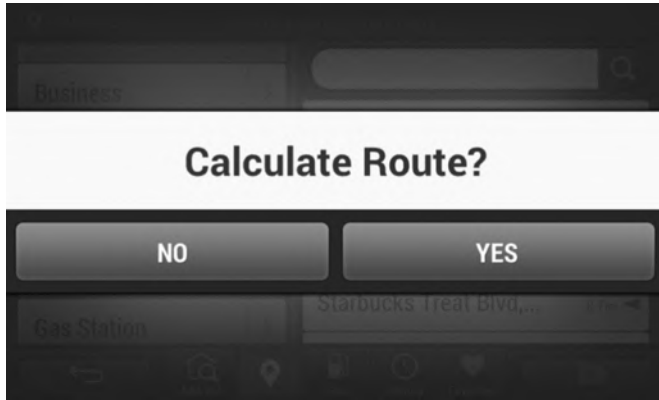 Business
Calculate Route?
NO
YES
Starbucks Treat Blvd,...
Gas Station